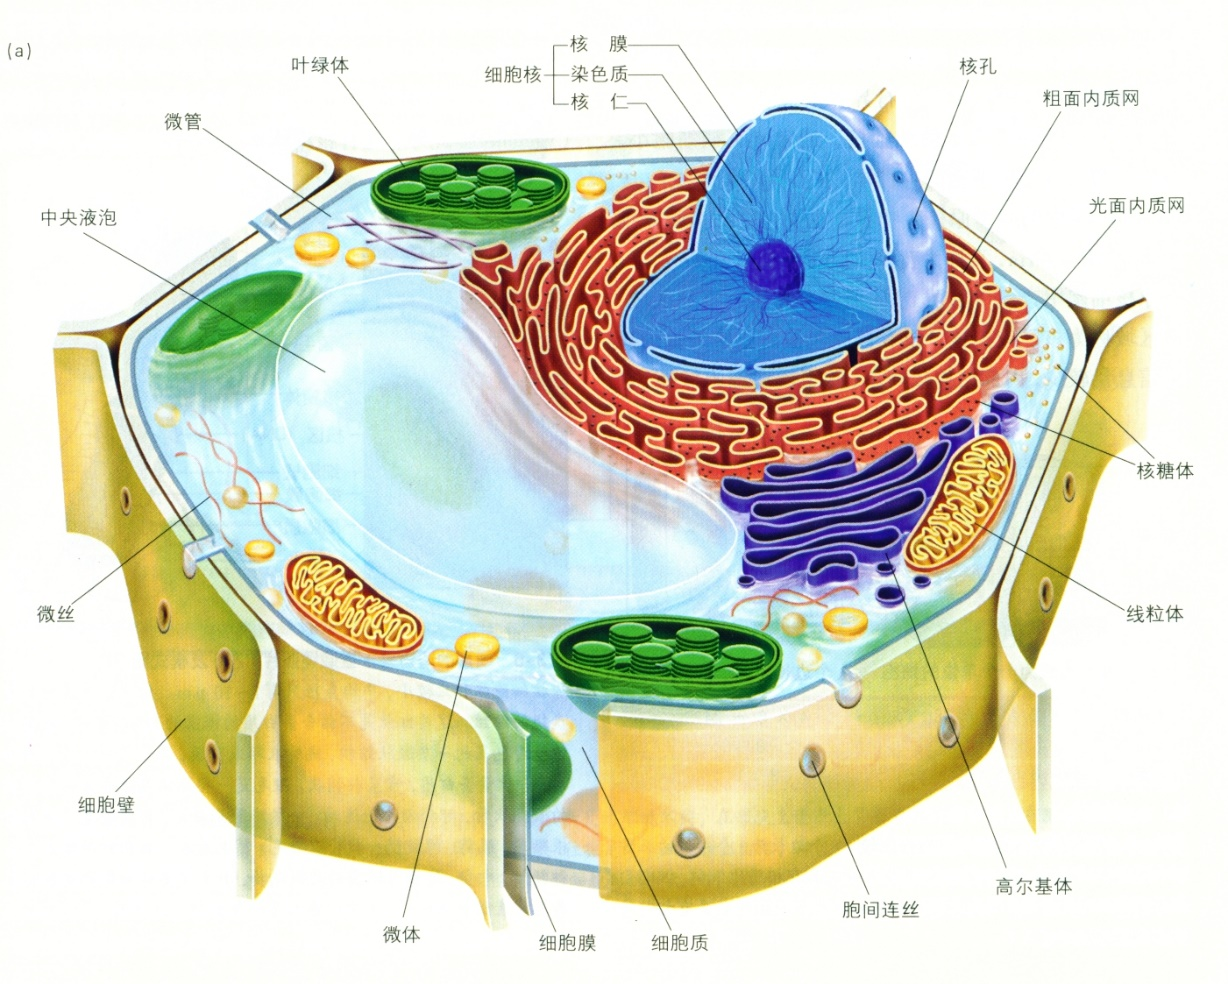 (a)
核 膜
细胞核
染色质
核 仁
叶绿体
核孔
粗面内质网
微管
光面内质网
中央液泡
核糖体
微丝
线粒体
细胞壁
高尔基体
胞间连丝
微体
细胞膜
细胞质